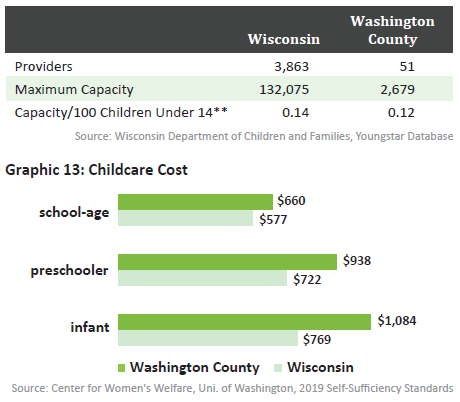 Wisconsin Washington County
Providers 3,863 51
Maximum Capacity 132,075 2,679
Capacity/100 Children Under 14** 0.14 0.12
Source: Wisconsin Department of Children and Families, Youngstar Database
Graphic 13: Childcare Cost
school-age $660
$577
preschooler $938
$722
infant $1,084
$769
Washington County Wisconsin
Source: Center for Women's Welfare, Uni. of Washington, 2019 Self-Sufficiency Standards